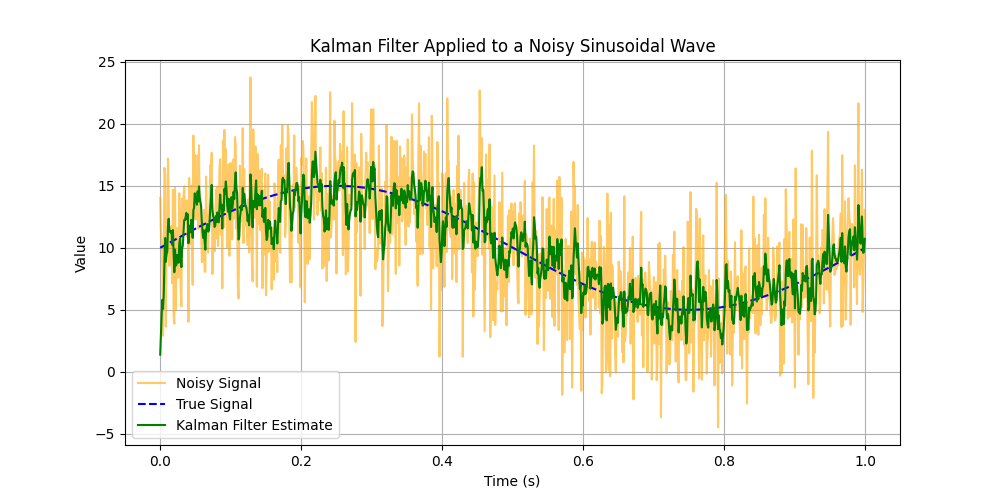 Kalman Filter Applied to a Noisy Sinusoidal Wave
25
20
15
10
5
0
−5
Value
Noisy Signal
True Signal
Kalman Filter Estimate
0.0 0.2 0.4 0.6 0.8 1.0
Time (s)